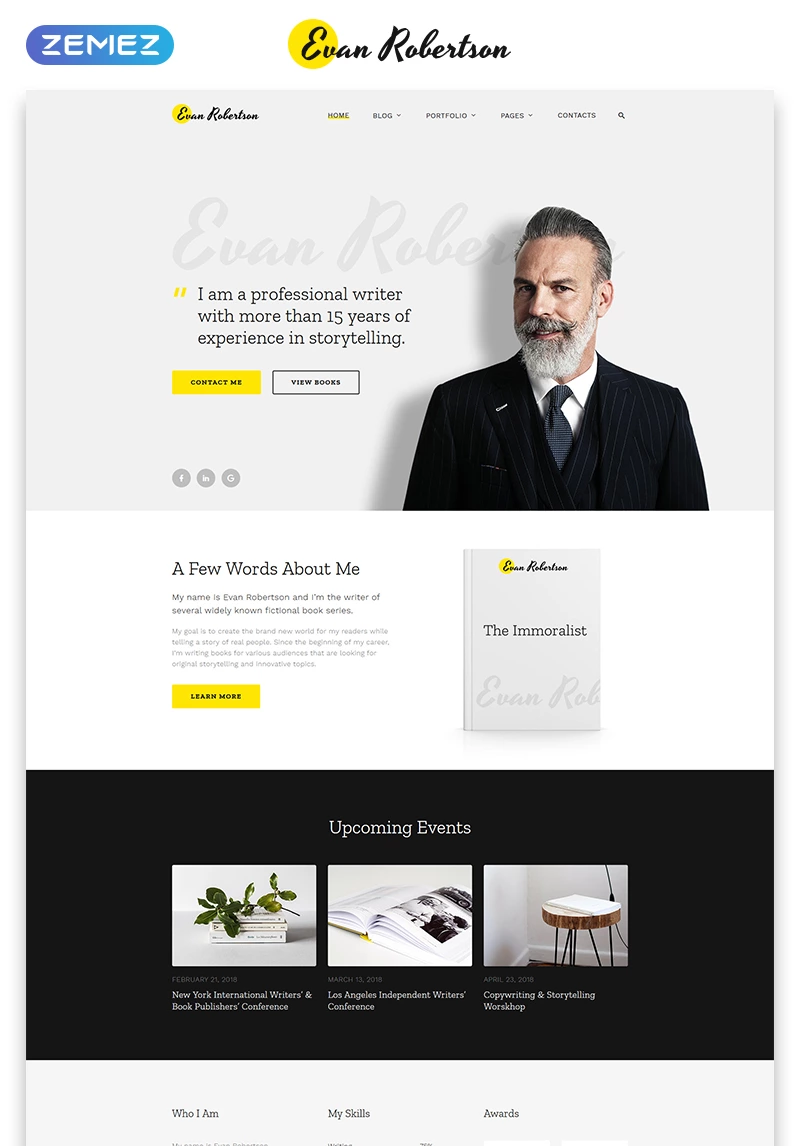 ZEMEZ
Evan Robertson
Evan Robertson
HOME BLOG PORTFOLIO PAGES CONTACTS
Evan Rober
" I am a professional writer
with more than 15 years of
experience in storytelling.
CONTACT ME VIEW BOOKS
f in G
A Few Words About Me
My name is Evan Robertson and I'm the writer of
several widely known fictional book series.
My goal is to create the brand new world for my readers while
telling a story of real people. Since the beginning of my career,
I'm writing books for various audiences that are looking for
original storytelling and innovative topics.
LEARN MORE
Evan Robertson
The Immoralist
Evan Rob
Upcoming Events
FEBRUARY 21, 2018
New York International Writers' &
Book Publishers' Conference
MARCH 13, 2018
Los Angeles Independent Writers'
Conference
APRIL 23, 2018
Copywriting & Storytelling
Worskhop
Who I Am
My name is Evan Robertson
My Skills
Writing 75%
Awards